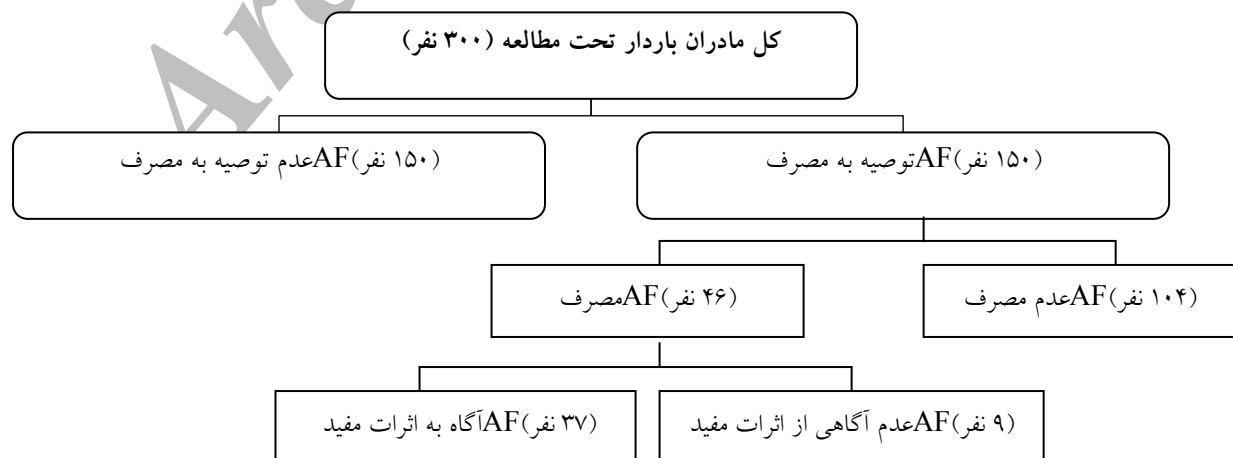 Ar
کل مادران باردار تحت مطالعه (۳۰۰ نفر)
توصیه به مصرف AF(۱۵۰ نفر)
عدم توصیه به مصرف AF(۱۵۰ نفر)
عدم مصرف AF(۱۰۴ نفر)
مصرف AF(۴۶ نفر)
عدم آگاهی از اثرات مفید AF(۹ نفر)
آگاه به اثرات مفید AF(۳۷ نفر)